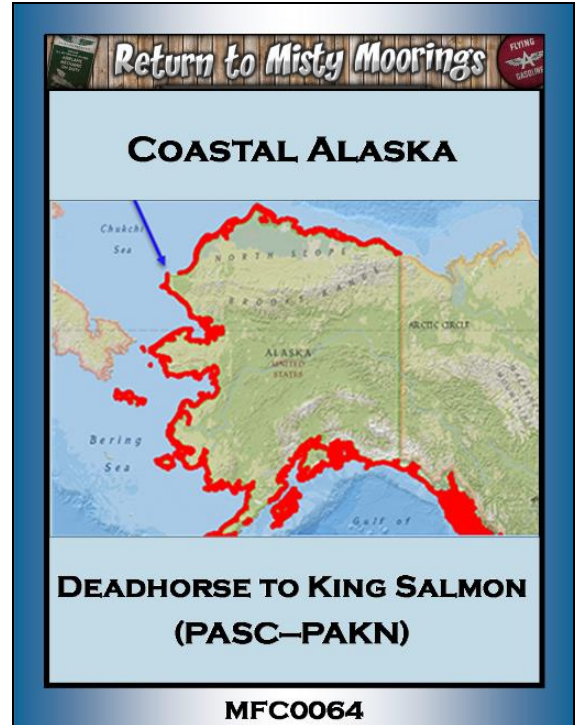 Return to Misty Moorings
FLYING
GASOLINE
COASTAL ALASKA
Chukchi
Sea
NORTH SLOPE
BROOKS RANGE
ARCTIC CIRCLE
ALASKA
UNITED
STATES
Bering
Sea
Gulf of
DEADHORSE TO KING SALMON
(PASC–PAKN)
MFC0064